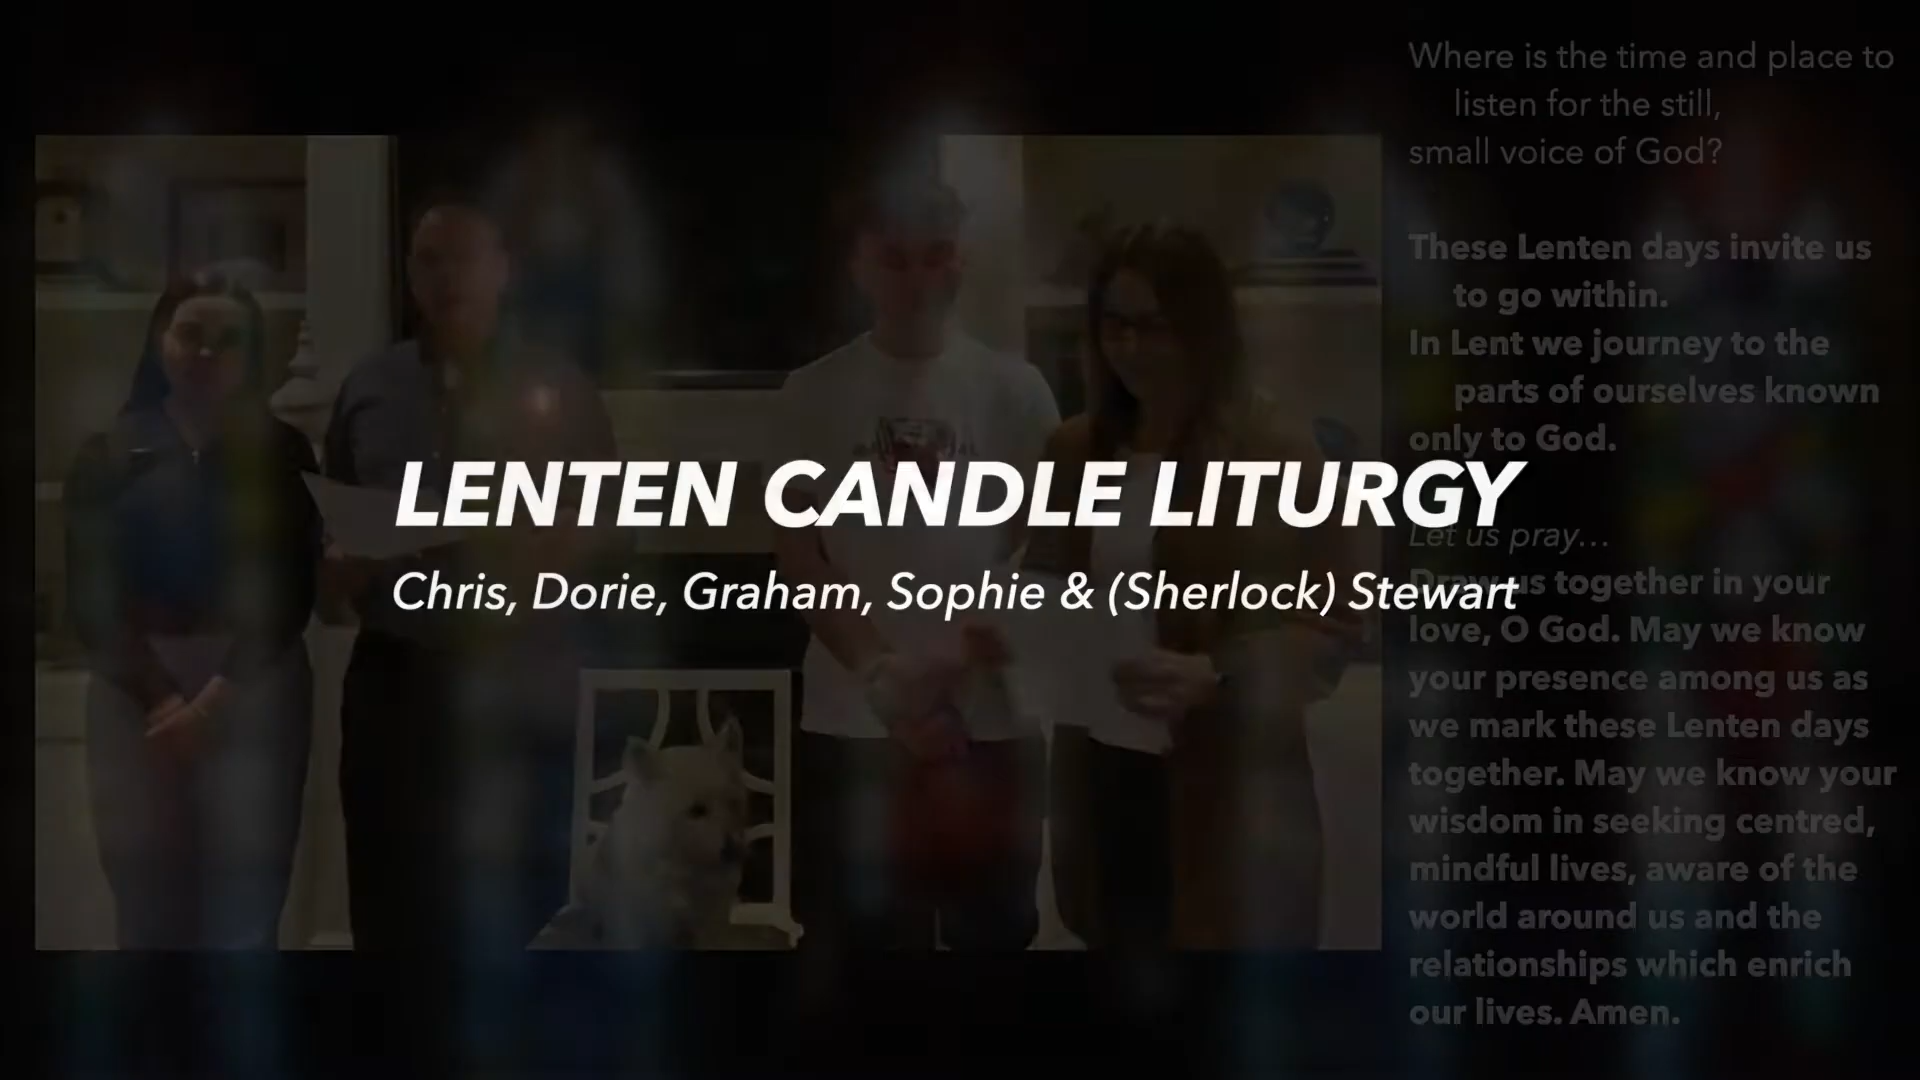 Where is the time and place to
listen for the still,
small voice of God?
These Lenten days invite us
to go within.
In Lent we journey to the
parts of ourselves known
only to God.
LENTEN CANDLE LITURGY
Let us pray...
Chris, Dorie, Graham, Sophie & (Sherlock) Stewart
Draw us together in your
love, O God. May we know
your presence among us as
we mark these Lenten days
together. May we know your
wisdom in seeking centred,
mindful lives, aware of the
world around us and the
relationships which enrich
our lives. Amen.